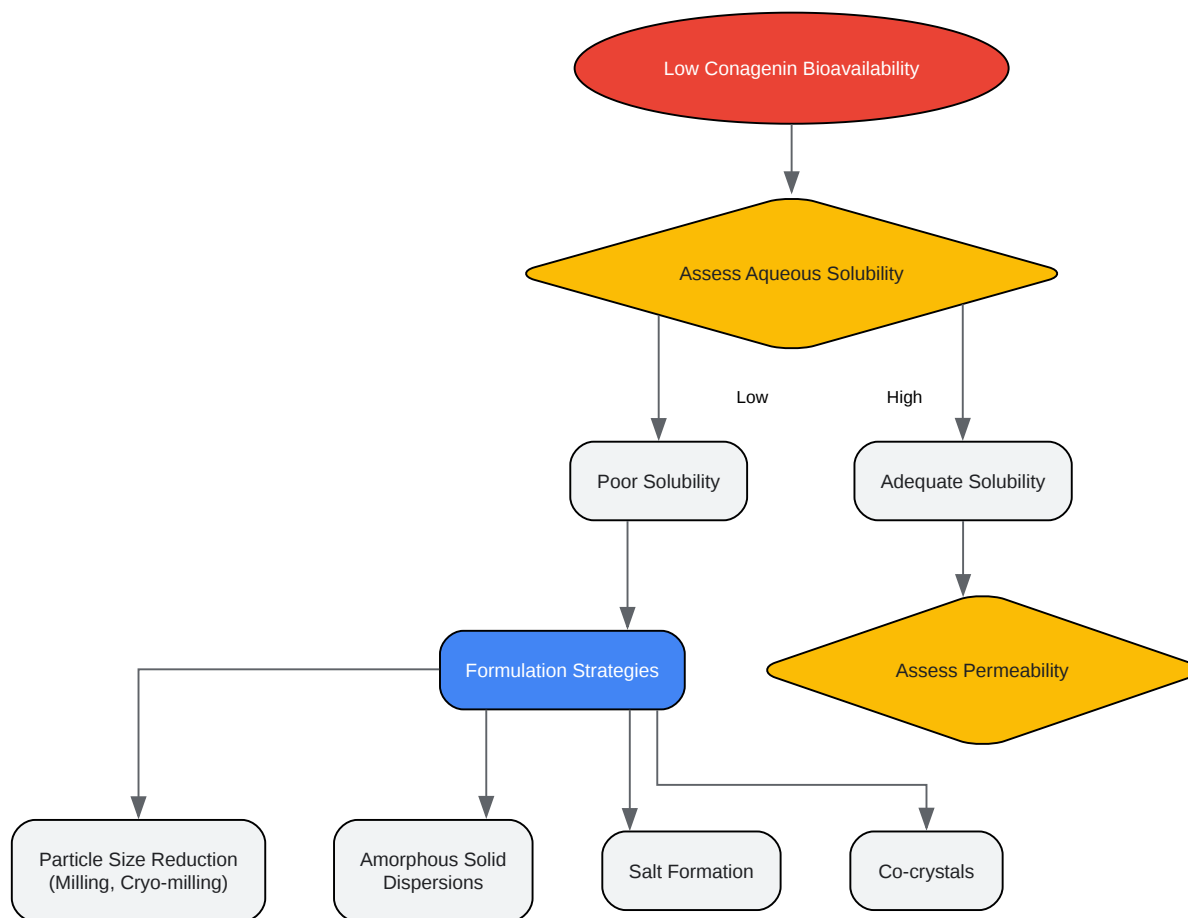 Low Conagenin Bioavailability
Assess Aqueous Solubility
Low
High
Poor Solubility
Adequate Solubility
Formulation Strategies
Assess Permeability
Particle Size Reduction
(Milling, Cryo-milling)
Amorphous Solid
Dispersions
Salt Formation
Co-crystals